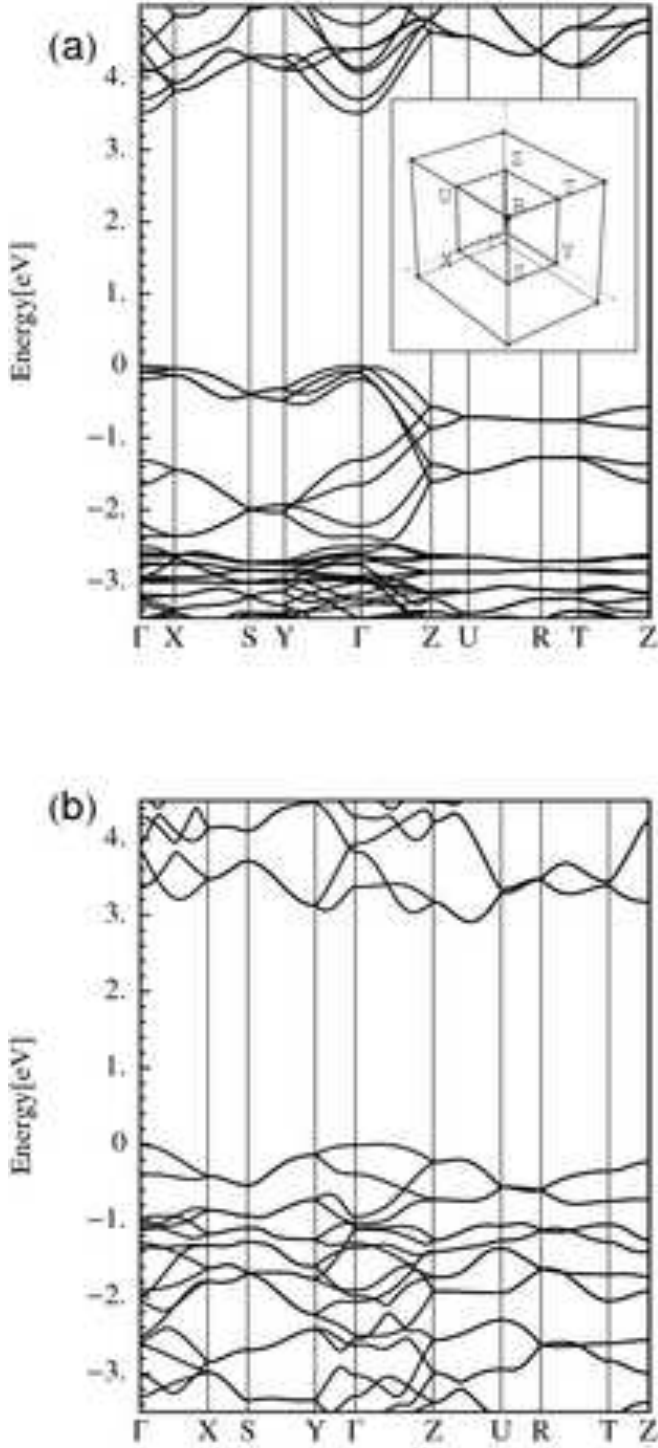 (a)
4.
3.
2.
1.
0
−1.
−2.
−3.
Energy[eV]
Z
U
T
R
X
Y
Γ X S Y Γ Z U R T Z
(b)
4.
3.
2.
1.
0
−1.
−2.
−3.
Energy[eV]
Γ X S Y Γ Z U R T Z